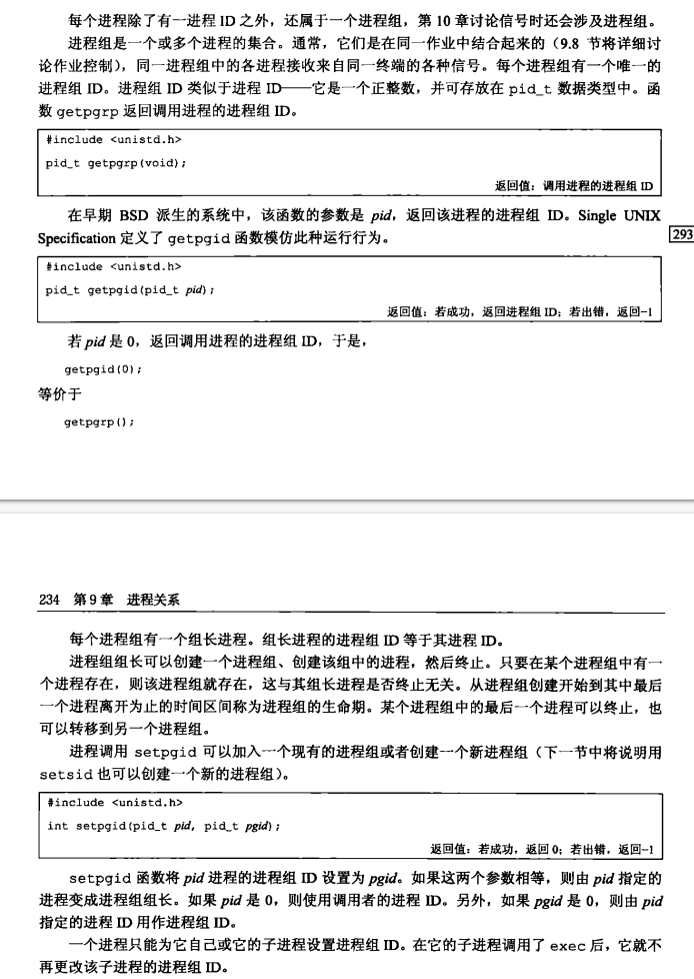 每个进程除了有一进程 ID 之外，还属于一个进程组，第 10 章讨论信号时还会涉及进程组。
进程组是一个或多个进程的集合。通常，它们是在同一作业中结合起来的（9.8 节将详细讨
论作业控制），同一进程组中的各进程接收来自同一终端的各种信号。每个进程组有一个唯一的
进程组 ID。进程组 ID 类似于进程 ID——它是一个正整数，并可存放在 pid_t 数据类型中。函
数 getpgrp 返回调用进程的进程组 ID。
#include <unistd.h>
pid_t getpgrp(void);
返回值：调用进程的进程组 ID
在早期 BSD 派生的系统中，该函数的参数是 pid，返回该进程的进程组 ID。Single UNIX
Specification 定义了 getpgid 函数模仿此种运行行为。
293
#include <unistd.h>
pid_t getpgid(pid_t pid);
返回值：若成功，返回进程组 ID；若出错，返回-1
若 pid 是 0，返回调用进程的进程组 ID，于是，
getpgid(0);
等价于
getpgrp();
234 第 9 章 进程关系
每个进程组有一个组长进程。组长进程的进程组 ID 等于其进程 ID。
进程组组长可以创建一个进程组、创建该组中的进程，然后终止。只要在某个进程组中有一
个进程存在，则该进程组就存在，这与其组长进程是否终止无关。从进程组创建开始到其中最后
一个进程离开为止的时间区间称为进程组的生命期。某个进程组中的最后一个进程可以终止，也
可以转移到另一个进程组。
进程调用 setpgid 可以加入一个现有的进程组或者创建一个新进程组（下一节中将说明用
setsid 也可以创建一个新的进程组）。
#include <unistd.h>
int setpgid(pid_t pid, pid_t pgid);
返回值：若成功，返回 0；若出错，返回-1
setpgid 函数将 pid 进程的进程组 ID 设置为 pgid。如果这两个参数相等，则由 pid 指定的
进程变成进程组组长。如果 pid 是 0，则使用调用者的进程 ID。另外，如果 pgid 是 0，则由 pid
指定的进程 ID 用作进程组 ID。
一个进程只能为它自己或它的子进程设置进程组 ID。在它的子进程调用了 exec 后，它就不
再更改该子进程的进程组 ID。